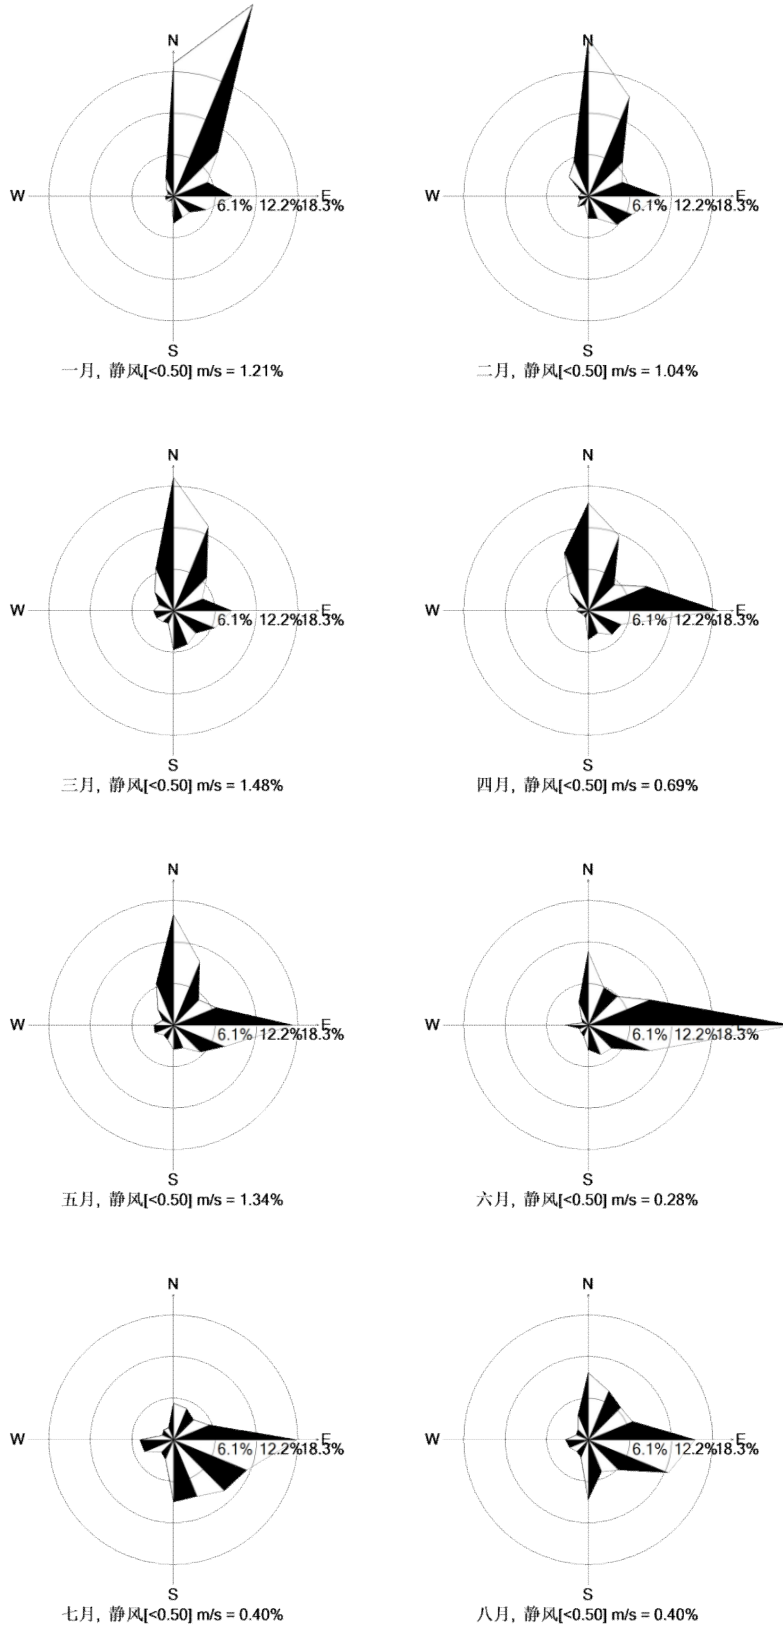 N N
W 6.1% 12.2% 18.3% E W 6.1% 12.2% 18.3% E
S S
一月, 静风[<0.50] m/s = 1.21% 二月, 静风[<0.50] m/s = 1.04%
N N
W 6.1% 12.2% 18.3% E W 6.1% 12.2% 18.3% E
S S
三月, 静风[<0.50] m/s = 1.48% 四月, 静风[<0.50] m/s = 0.69%
N N
W 6.1% 12.2% 18.3% E W 6.1% 12.2% 18.3% E
S S
五月, 静风[<0.50] m/s = 1.34% 六月, 静风[<0.50] m/s = 0.28%
N N
W 6.1% 12.2% 18.3% E W 6.1% 12.2% 18.3% E
S S
七月, 静风[<0.50] m/s = 0.40% 八月, 静风[<0.50] m/s = 0.40%